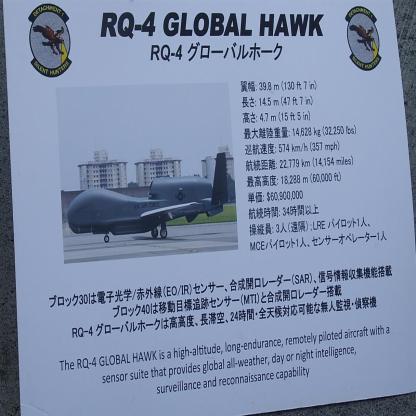 DETACHMENT 1
SILENT HUNTERS
RQ-4 GLOBAL HAWK
RQ-4 グローバルホーク
DETACHMENT 1
SILENT HUNTERS
翼幅: 39.8 m (130 ft 7 in)
長さ: 14.5 m (47 ft 7 in)
高さ: 4.7 m (15 ft 5 in)
最大離陸重量: 14,628 kg (32,250 lbs)
巡航速度: 574 km/h (357 mph)
航続距離: 22,779 km (14,154 miles)
最高高度: 18,288 m (60,000 ft)
単価: $60,900,000
航続時間: 34時間以上
操縦員: 3人(遠隔) ; LRE パイロット1人、
MCEパイロット1人、センサーオペレーター1人
ブロック30は電子光学/赤外線(EO/IR)センサー、合成開口レーダー(SAR)、信号情報収集機能搭載
ブロック40は移動目標追跡センサー(MTI)と合成開口レーダー搭載
RQ-4 グローバルホークは高高度、長滞空、24時間・全天候対応可能な無人監視・偵察機
The RQ-4 GLOBAL HAWK is a high-altitude, long-endurance, remotely piloted aircraft with a
sensor suite that provides global all-weather, day or night intelligence,
surveillance and reconnaissance capability